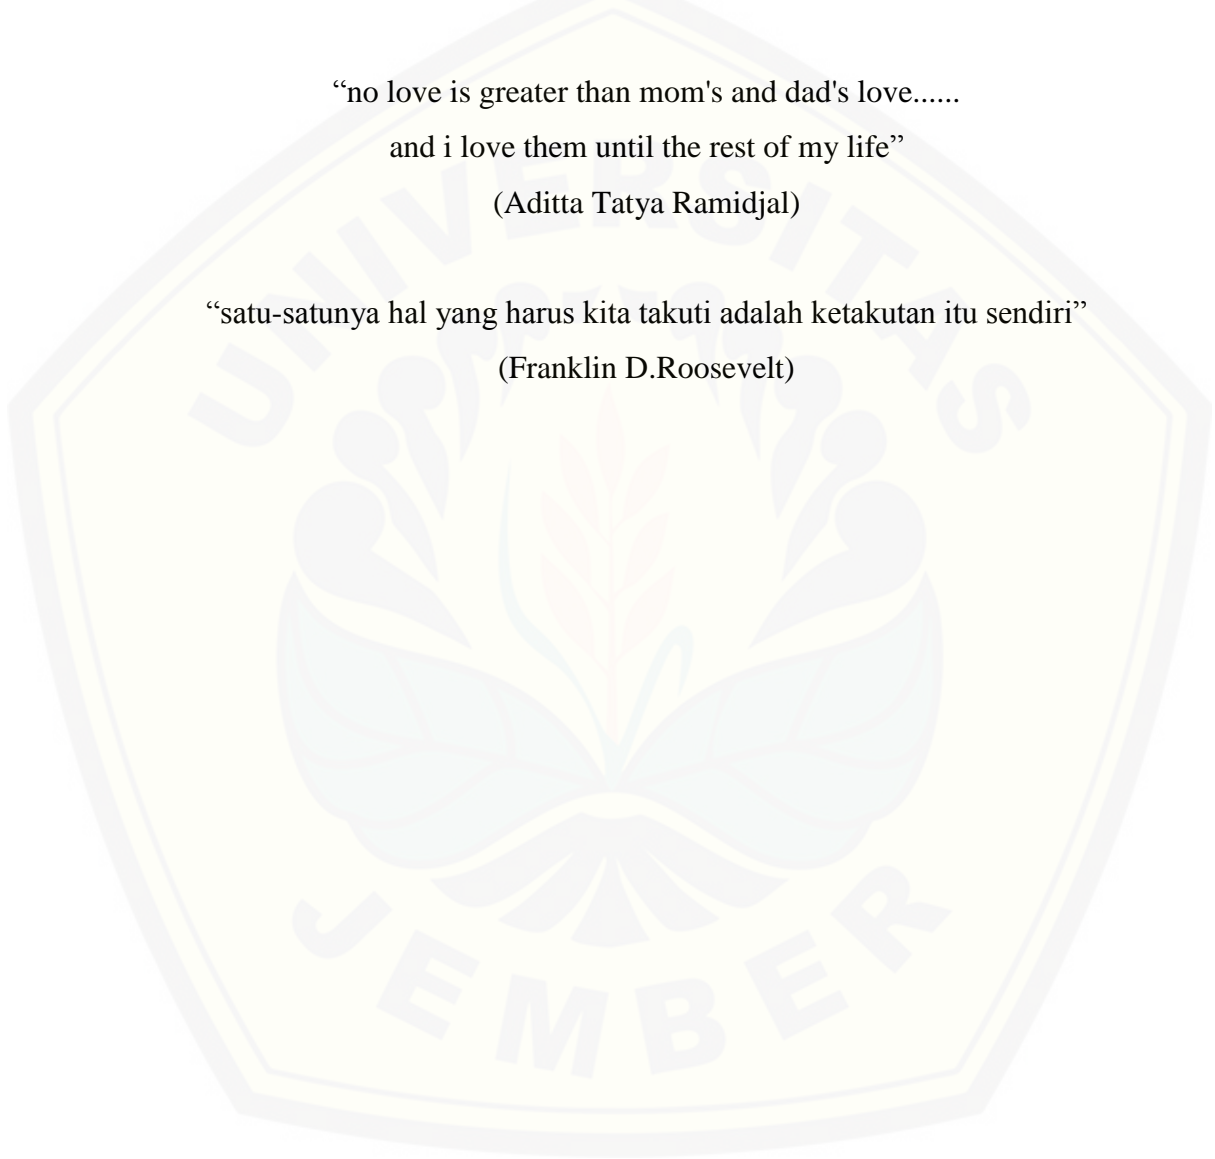 “no love is greater than mom's and dad's love......
and i love them until the rest of my life”
(Aditta Tatya Ramidjal)
“satu-satunya hal yang harus kita takuti adalah ketakutan itu sendiri”
(Franklin D.Roosevelt)
UNIVERSITAS
JEMBER